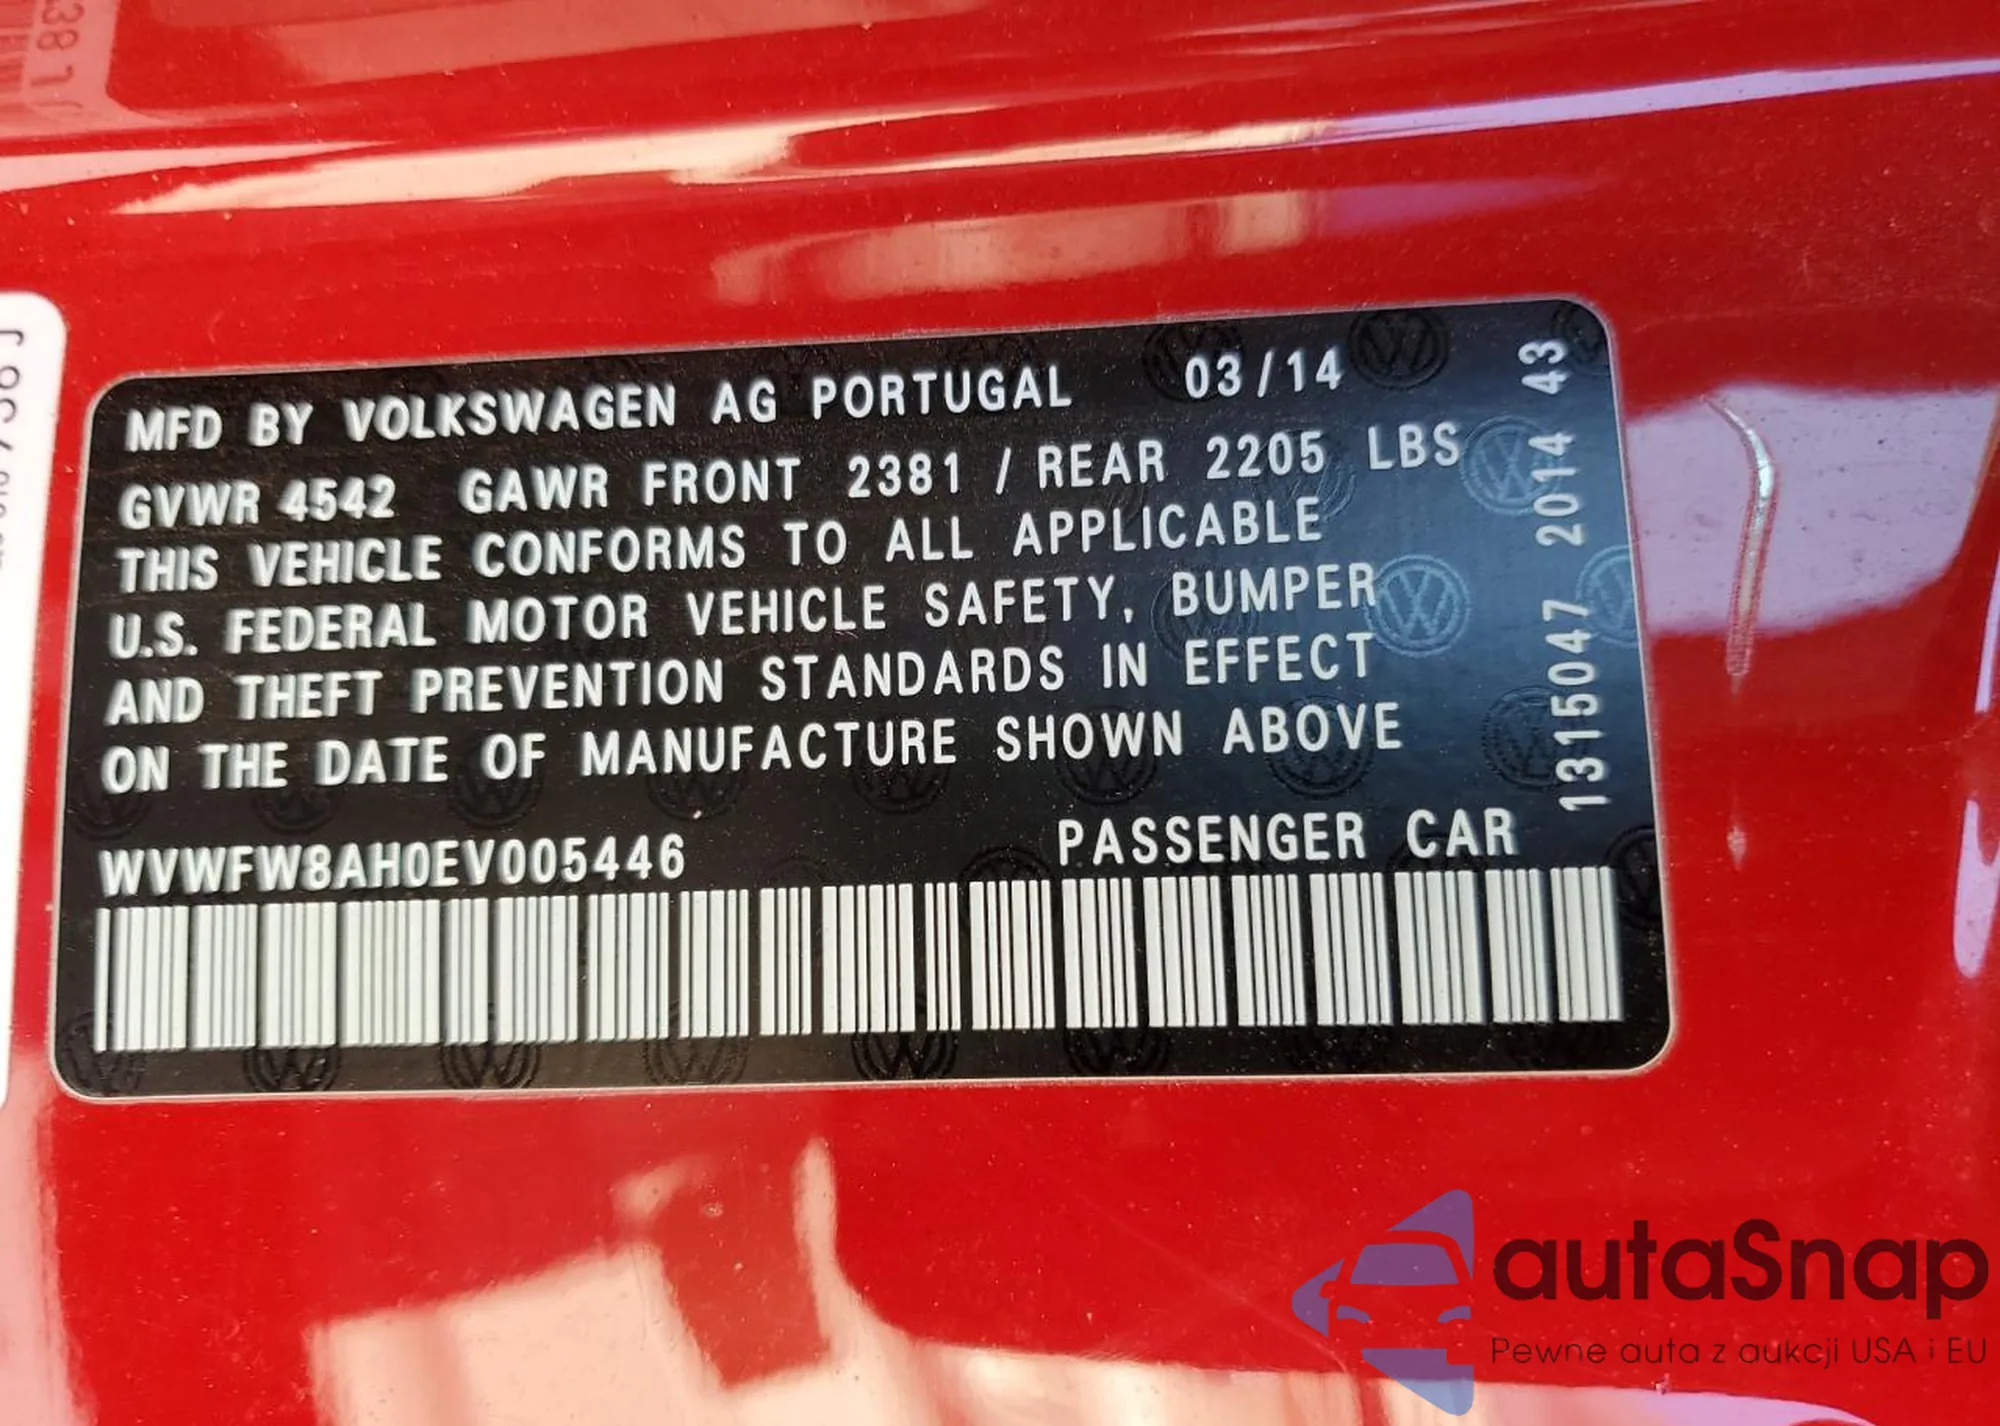 MFD BY VOLKSWAGEN AG PORTUGAL 03/14
GVWR 4542 GAWR FRONT 2381 / REAR 2205 LBS
THIS VEHICLE CONFORMS TO ALL APPLICABLE
U.S. FEDERAL MOTOR VEHICLE SAFETY, BUMPER
AND THEFT PREVENTION STANDARDS IN EFFECT
ON THE DATE OF MANUFACTURE SHOWN ABOVE
WVWFW8AH0EV005446 PASSENGER CAR
1315047 2014 43
autaSnap
Pewne auta z aukcji USA i EU